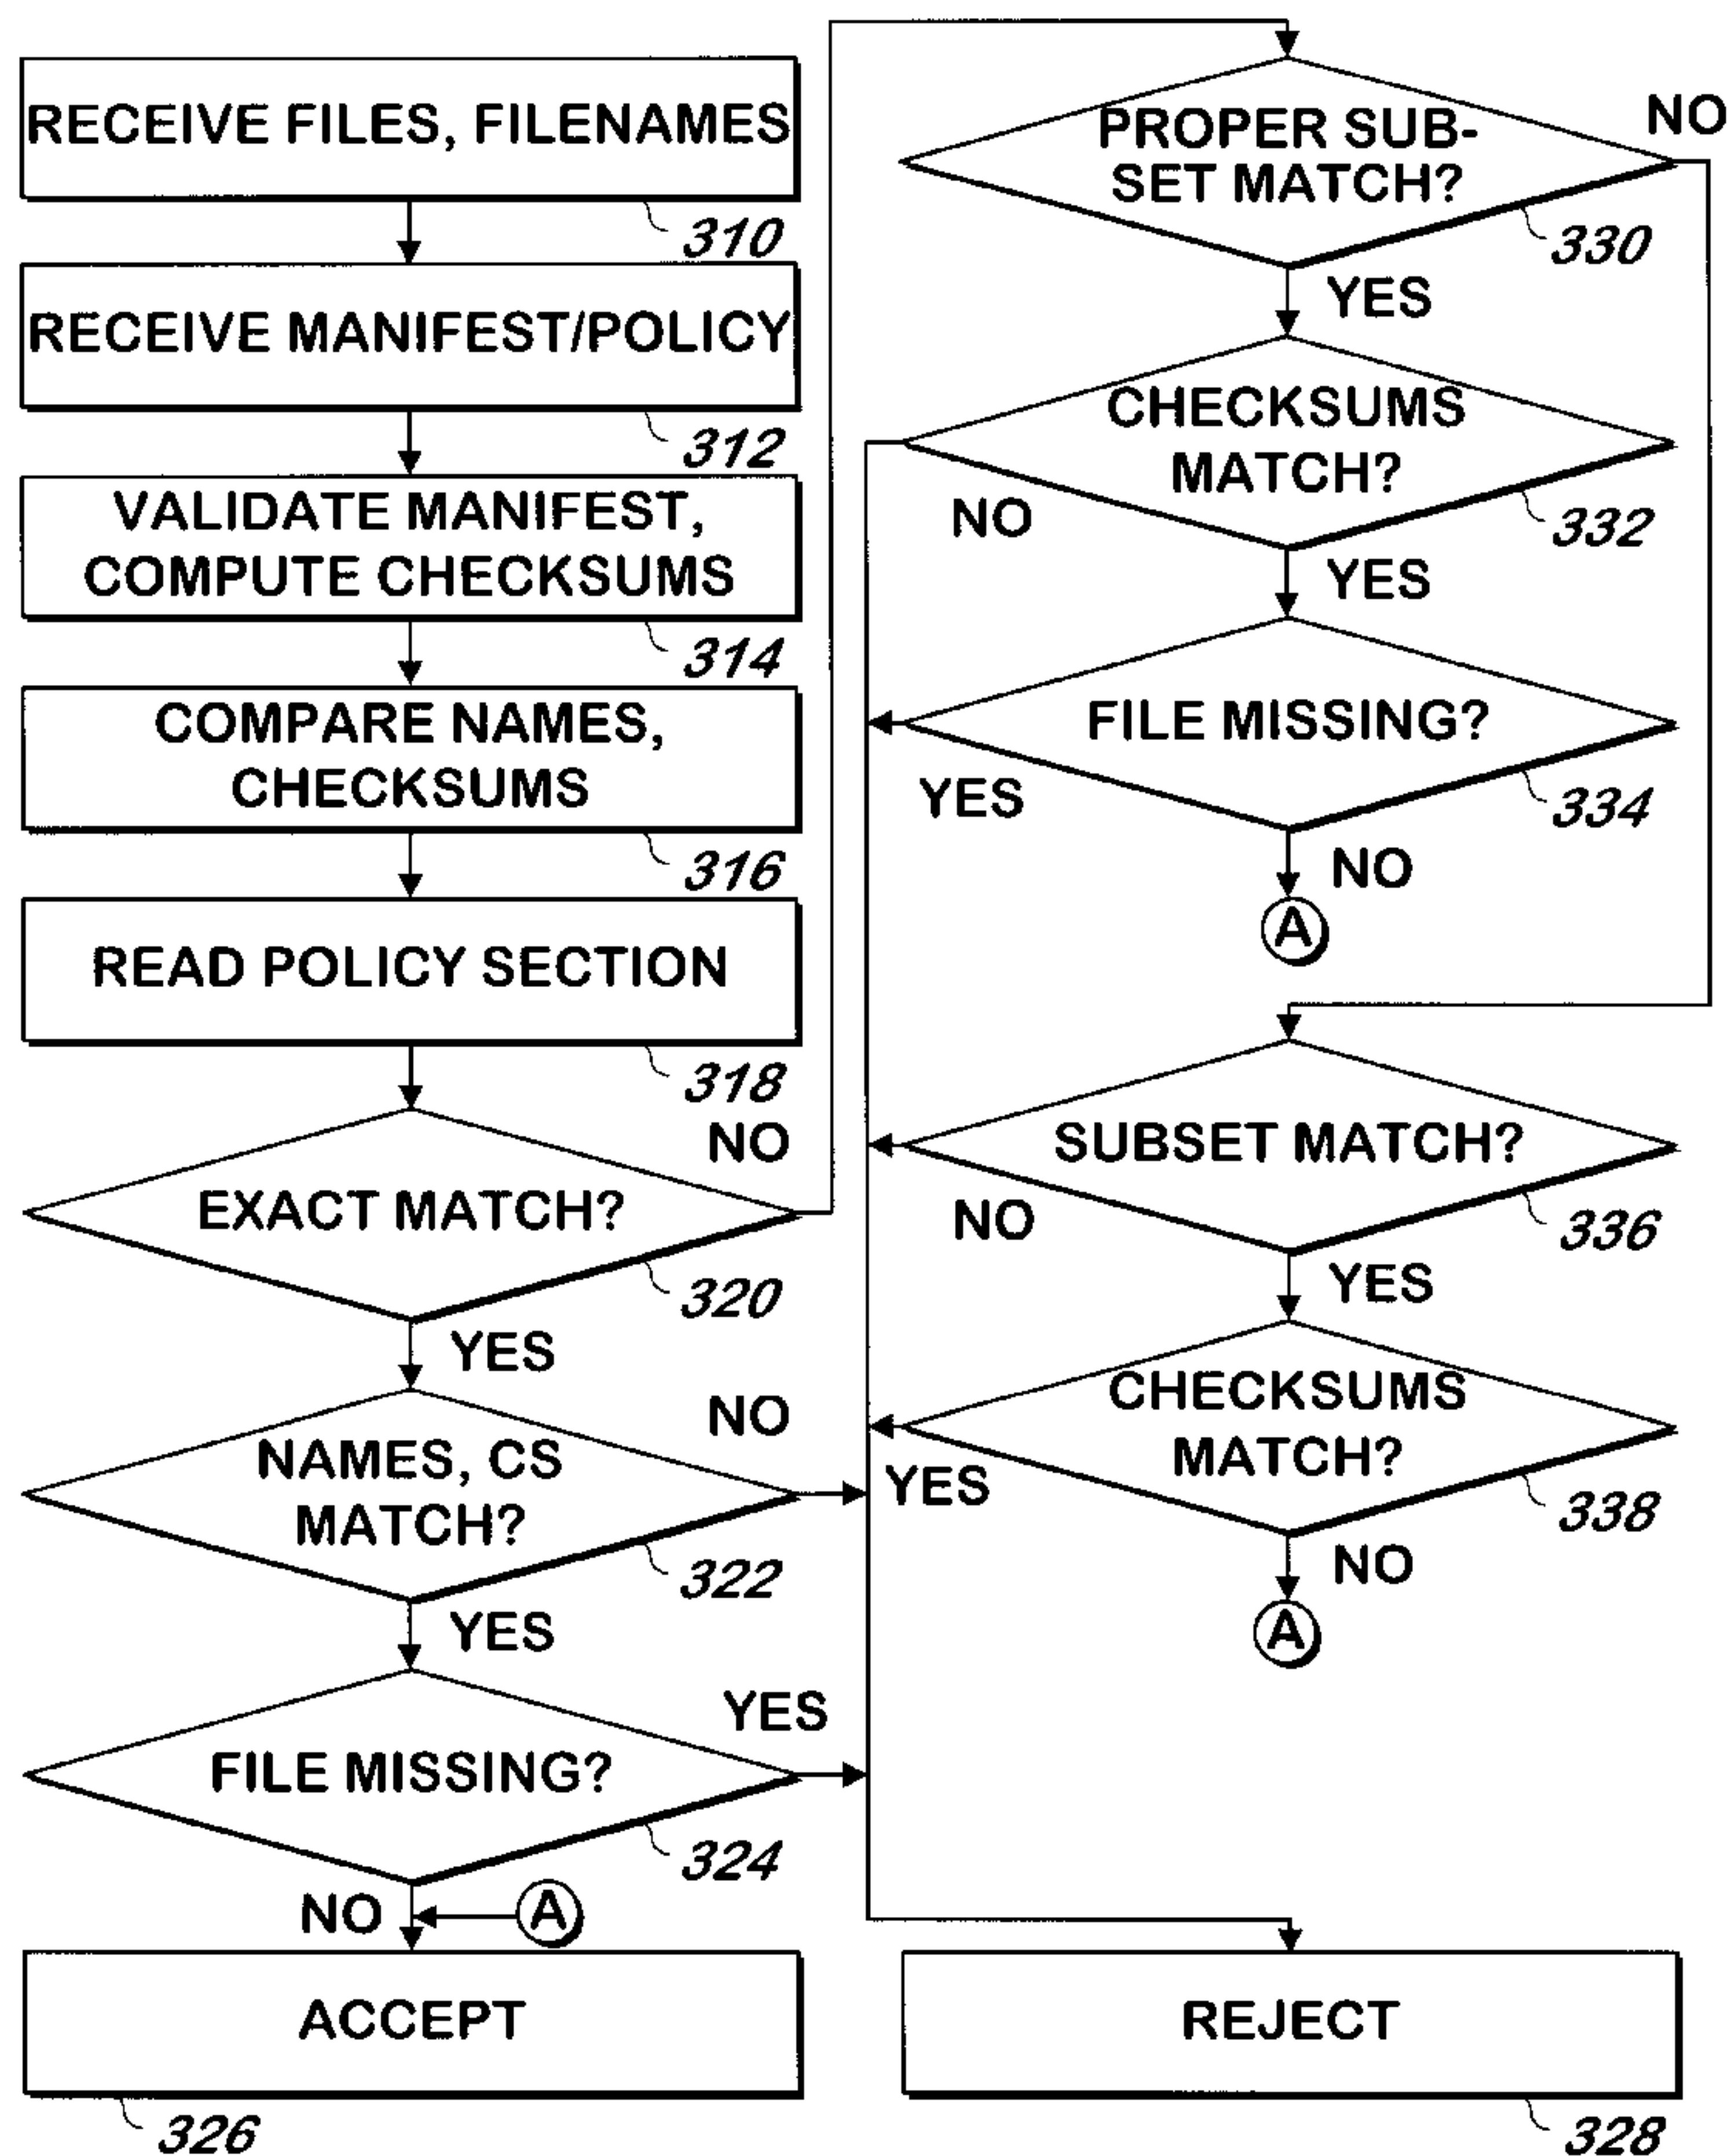 RECEIVE FILES, FILENAMES
310
RECEIVE MANIFEST/POLICY
312
VALIDATE MANIFEST,
COMPUTE CHECKSUMS
314
COMPARE NAMES,
CHECKSUMS
316
READ POLICY SECTION
318
NO
EXACT MATCH?
320
YES
NO
NAMES, CS
MATCH?
322
YES
YES
FILE MISSING?
324
NO
A
ACCEPT
326
PROPER SUB-
SET MATCH?
NO
330
YES
CHECKSUMS
MATCH?
NO
332
YES
FILE MISSING?
YES
334
NO
A
SUBSET MATCH?
NO
336
YES
CHECKSUMS
MATCH?
YES
338
NO
A
REJECT
328